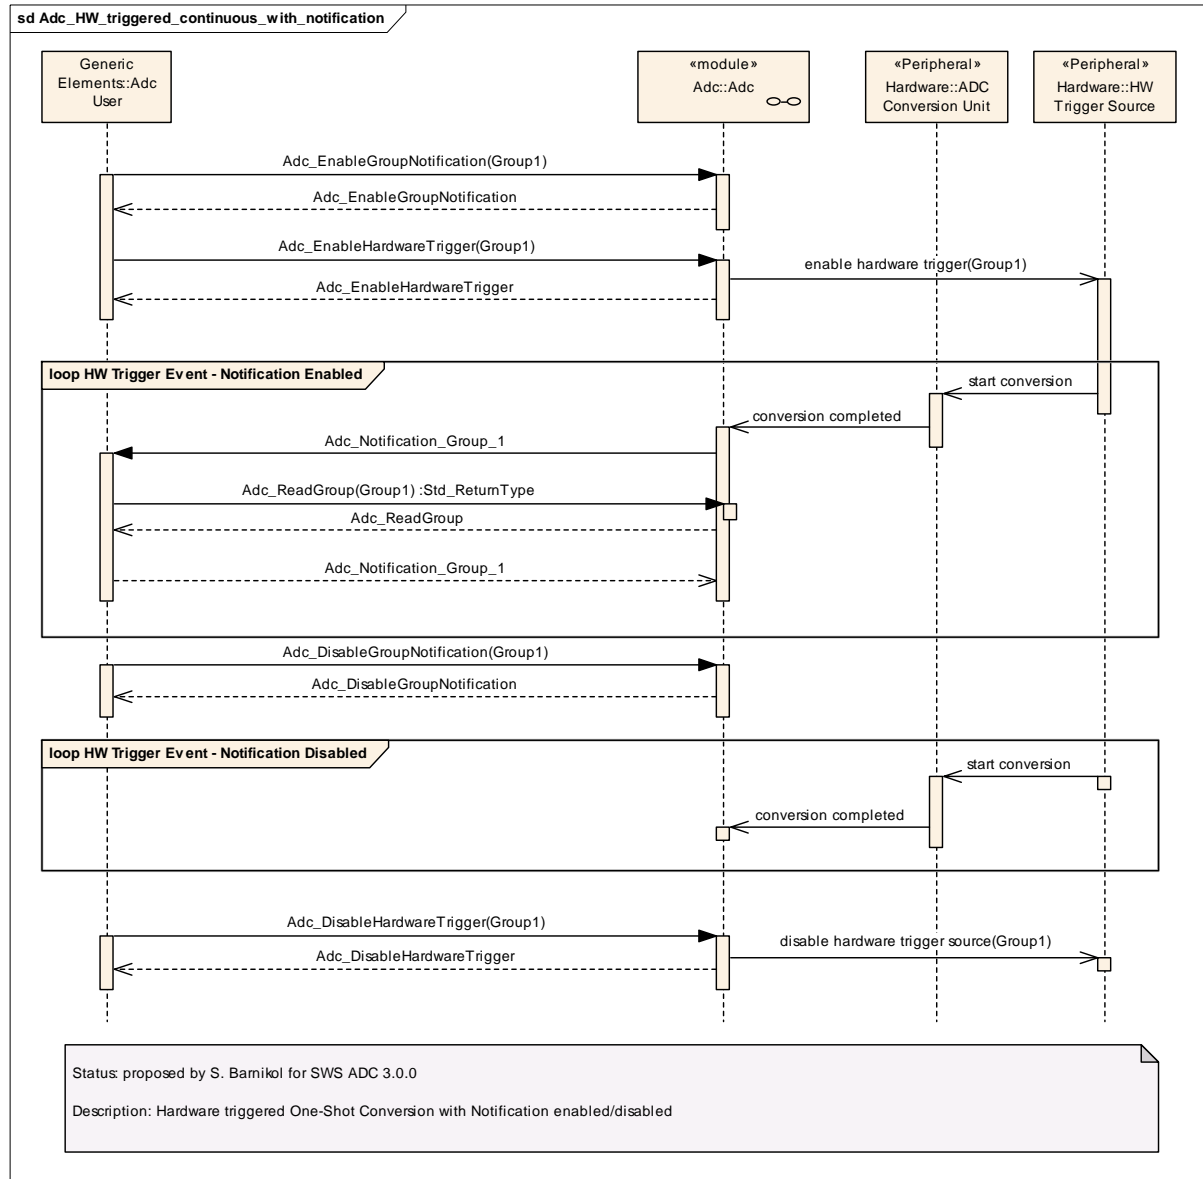 sd Adc_HW_triggered_continuous_with_notification
Generic
Elements::Adc
User
«module»
Adc::Adc
«Peripheral»
Hardware::ADC
Conversion Unit
«Peripheral»
Hardware::HW
Trigger Source
Adc_EnableGroupNotification(Group1)
Adc_EnableGroupNotification
Adc_EnableHardwareTrigger(Group1)
enable hardware trigger(Group1)
Adc_EnableHardwareTrigger
loop HW Trigger Event - Notification Enabled
start conversion
conversion completed
Adc_Notification_Group_1
Adc_ReadGroup(Group1) :Std_ReturnType
Adc_ReadGroup
Adc_Notification_Group_1
Adc_DisableGroupNotification(Group1)
Adc_DisableGroupNotification
loop HW Trigger Event - Notification Disabled
start conversion
conversion completed
Adc_DisableHardwareTrigger(Group1)
disable hardware trigger source(Group1)
Adc_DisableHardwareTrigger
Status: proposed by S. Barnikol for SWS ADC 3.0.0
Description: Hardware triggered One-Shot Conversion with Notification enabled/disabled